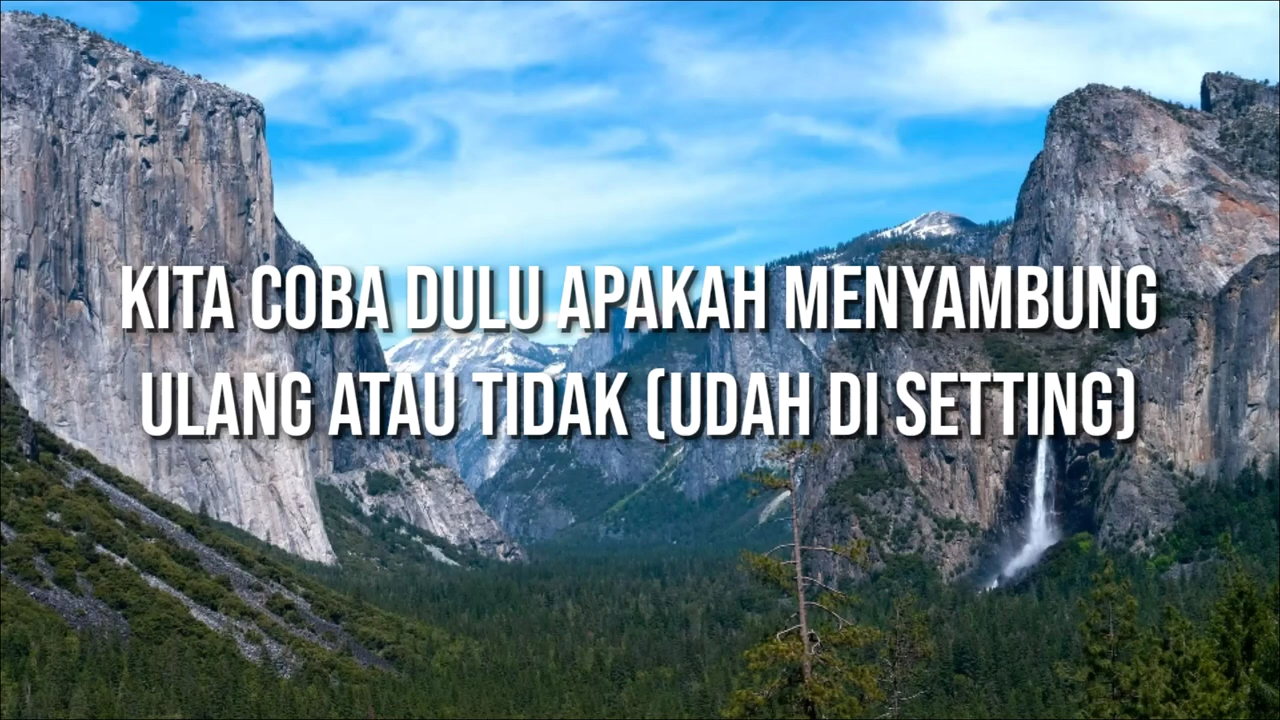 KITA COBA DULU APAKAH MENYAMBUNG
ULANG ATAU TIDAK (UDAH DI SETTING)